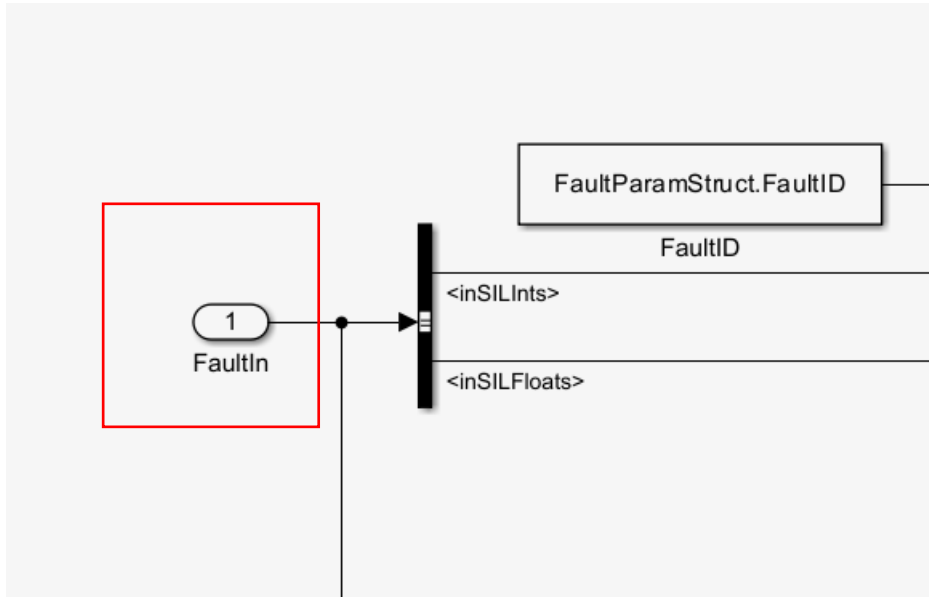 FaultParamStruct.FaultID
FaultID
<inSILInts>
1
FaultIn
<inSILFloats>